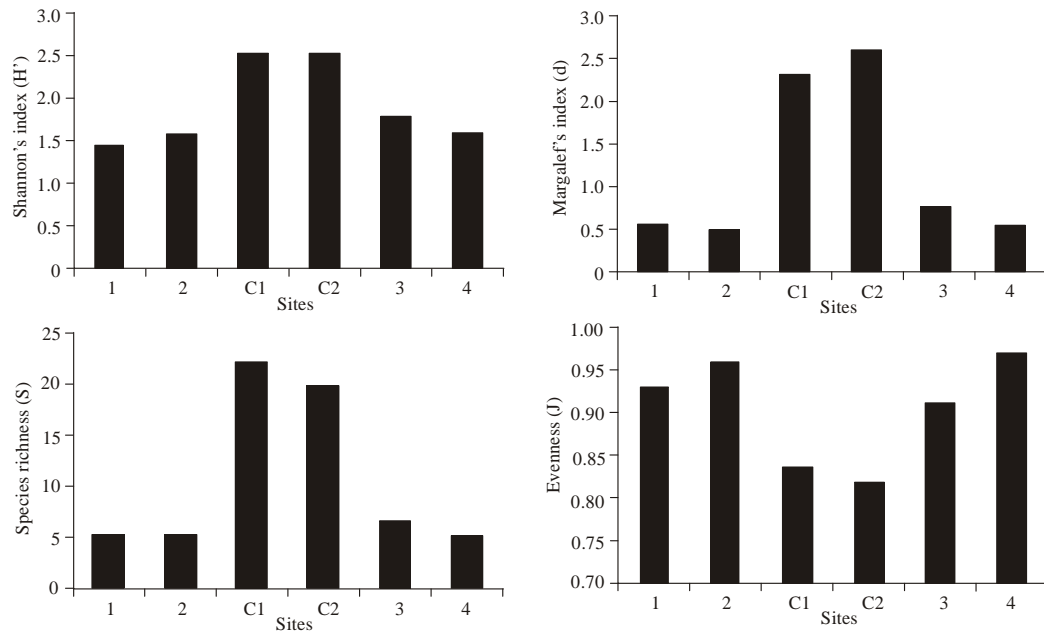 Shannon's index (H')
3.0
2.5
2.0
1.5
1.0
0.5
0
1 2 C1 C2 3 4
Sites
Margalef's index (d)
3.0
2.5
2.0
1.5
1.0
0.5
0
1 2 C1 C2 3 4
Sites
Species richness (S)
25
20
15
10
5
0
1 2 C1 C2 3 4
Sites
Evenness (J)
1.00
0.95
0.90
0.85
0.80
0.75
0.70
1 2 C1 C2 3 4
Sites